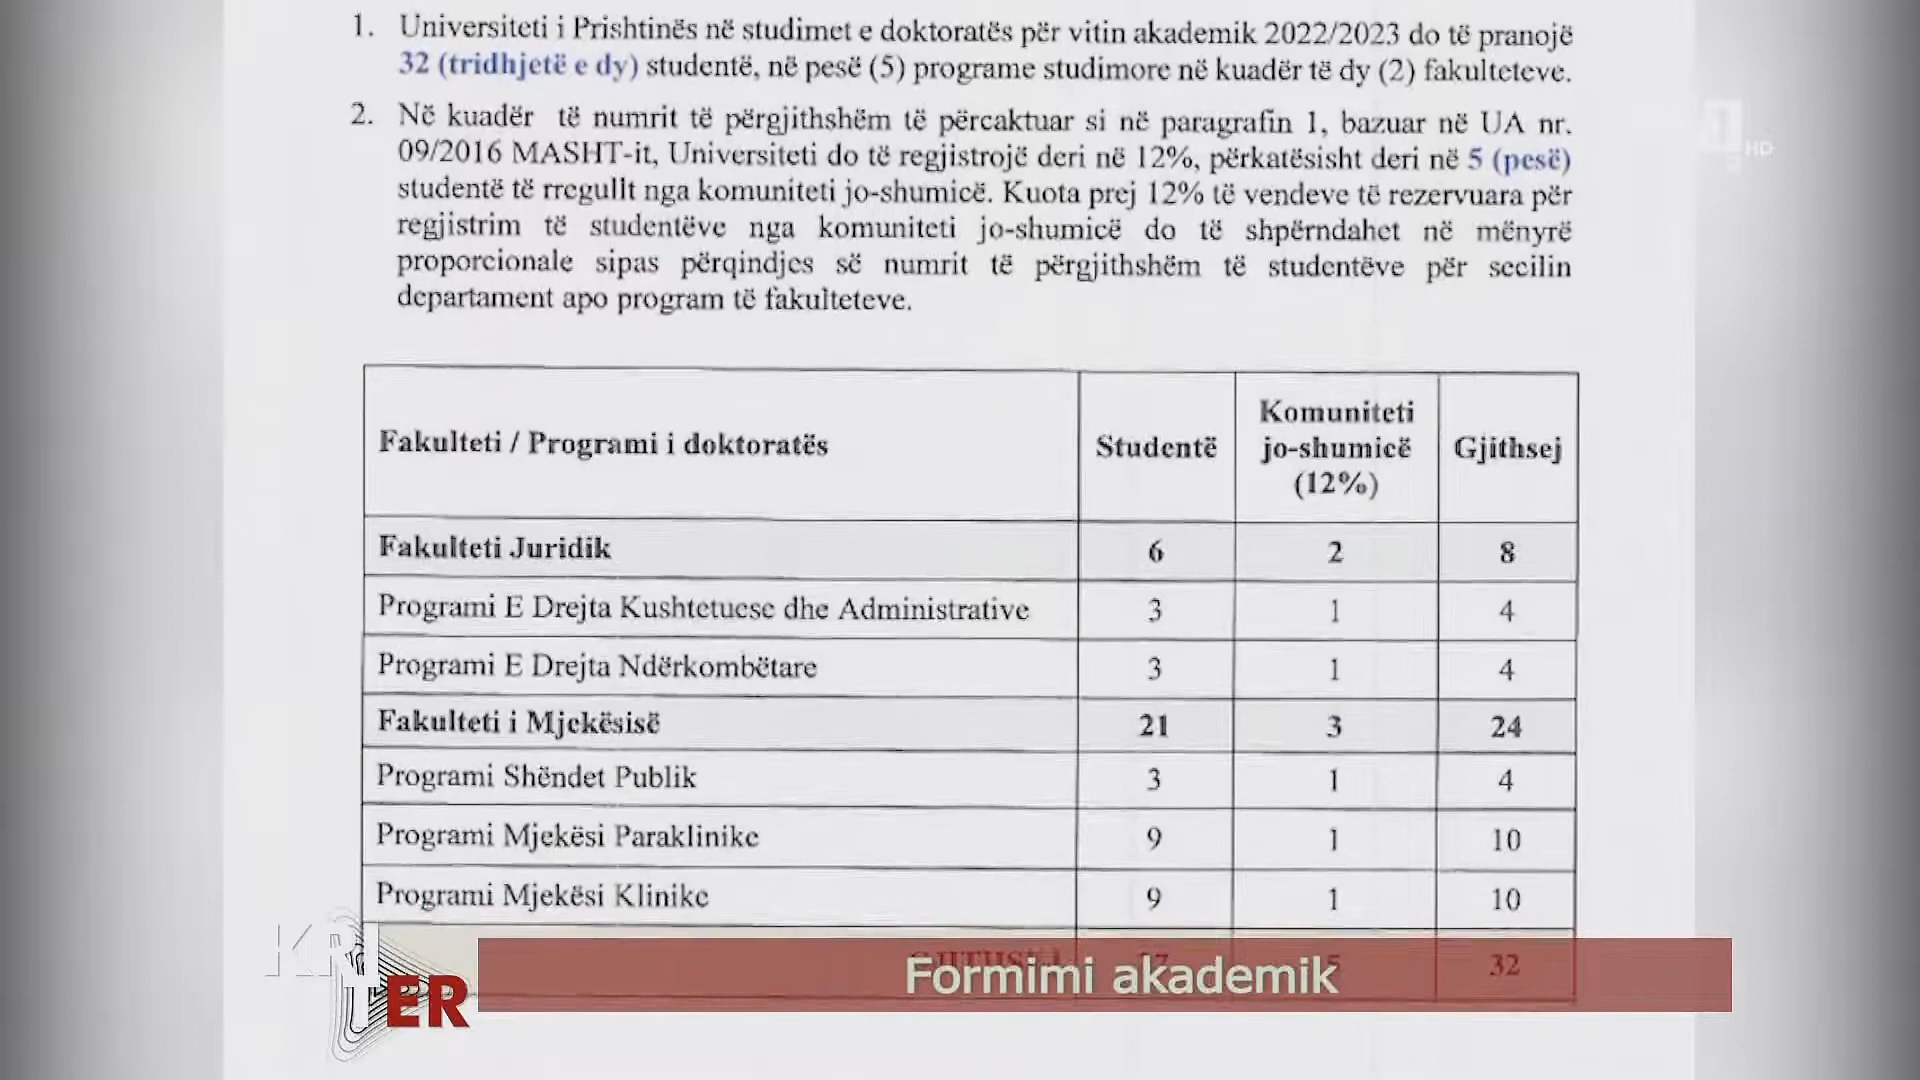 1. Universiteti i Prishtinës në studimet e doktoratës për vitin akademik 2022/2023 do të pranojë
32 (tridhjetë e dy) studentë, në pesë (5) programe studimore në kuadër të dy (2) fakulteteve.
2. Në kuadër të numrit të përgjithshëm të përcaktuar si në paragrafin 1, bazuar në UA nr.
09/2016 MASHT-it, Universiteti do të regjistrojë deri në 12%, përkatësisht deri në 5 (pesë)
studentë të rregullt nga komuniteti jo-shumicë. Kuota prej 12% të vendeve të rezervuara për
regjistrim të studentëve nga komuniteti jo-shumicë do të shpërndahet në mënyrë
proporcionale sipas përqindjes së numrit të përgjithshëm të studentëve për secilin
departament apo program të fakulteteve.
Fakulteti / Programi i doktoratës Studentë Komuniteti jo-shumicë (12%) Gjithsej
Fakulteti Juridik 6 2 8
Programi E Drejta Kushtetuese dhe Administrative 3 1 4
Programi E Drejta Ndërkombëtare 3 1 4
Fakulteti i Mjekësisë 21 3 24
Programi Shëndet Publik 3 1 4
Programi Mjekësi Paraklinike 9 1 10
Programi Mjekësi Klinike 9 1 10
5 32
KRITER
Formimi akademik
1 HD